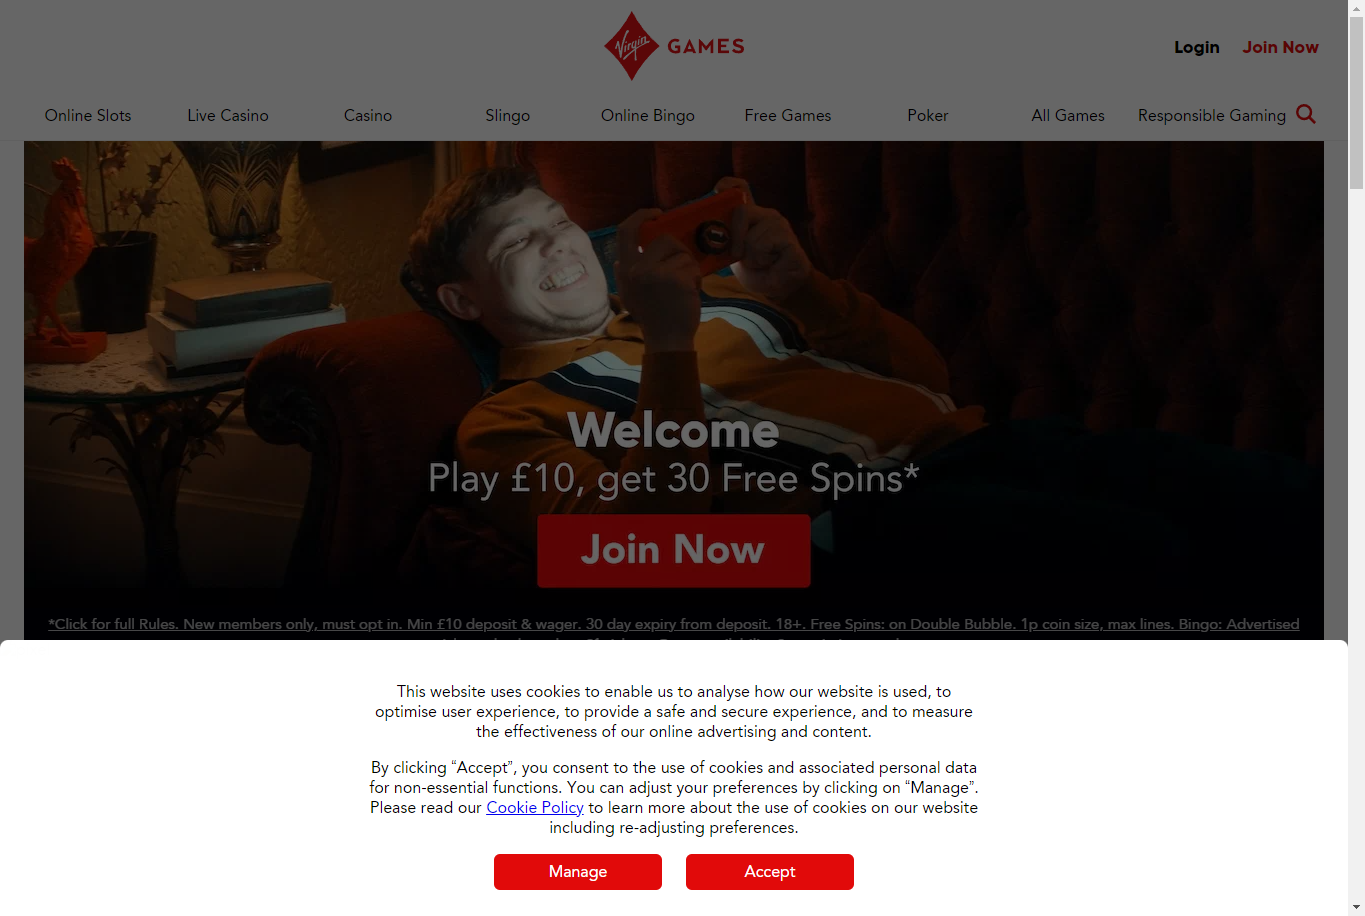 Virgin GAMES
Login Join Now
Online Slots Live Casino Casino Slingo Online Bingo Free Games Poker All Games Responsible Gaming
Welcome
Play £10, get 30 Free Spins*
Join Now
*Click for full Rules. New members only, must opt in. Min £10 deposit & wager. 30 day expiry from deposit. 18+. Free Spins: on Double Bubble. 1p coin size, max lines. Bingo: Advertised
This website uses cookies to enable us to analyse how our website is used, to
optimise user experience, to provide a safe and secure experience, and to measure
the effectiveness of our online advertising and content.
By clicking “Accept”, you consent to the use of cookies and associated personal data
for non-essential functions. You can adjust your preferences by clicking on “Manage”.
Please read our Cookie Policy to learn more about the use of cookies on our website
including re-adjusting preferences.
Manage Accept